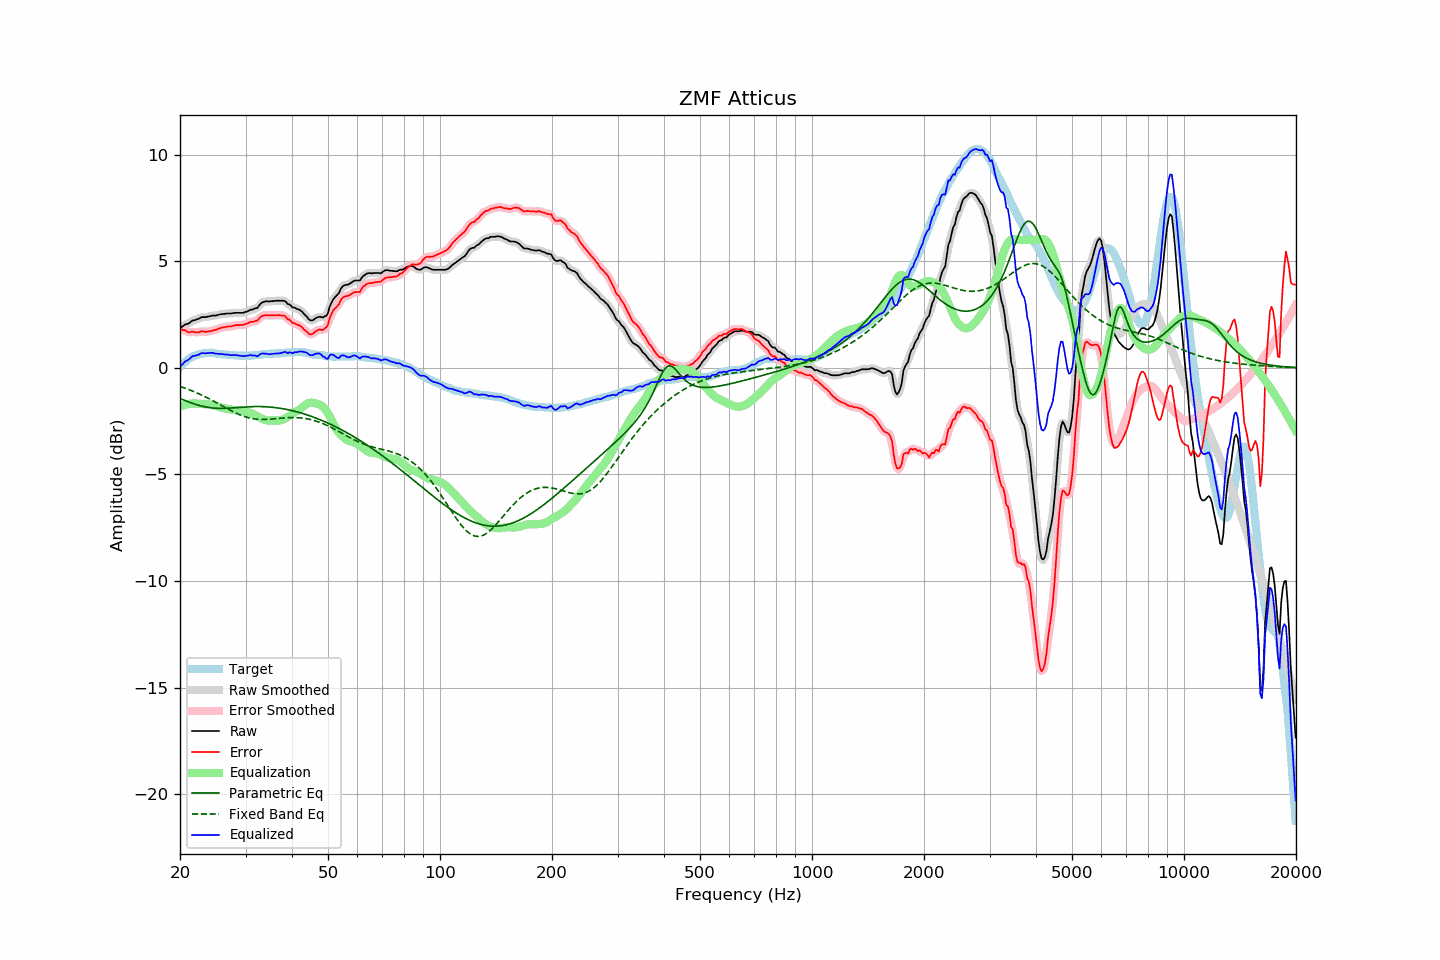 ZMF Atticus
10
5
0
−5
−10
−15
−20
Amplitude (dBr)
Target
Raw Smoothed
Error Smoothed
Raw
Error
Equalization
Parametric Eq
Fixed Band Eq
Equalized
20 50 100 200 500 1000 2000 5000 10000 20000
Frequency (Hz)